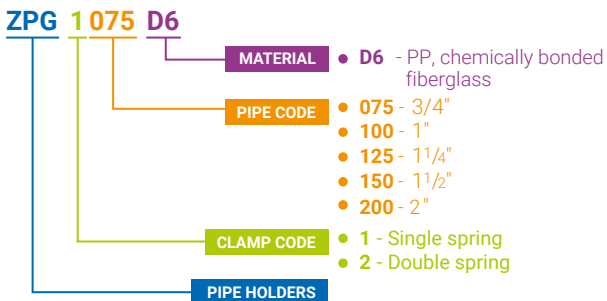 ZPG 1 075 D6
MATERIAL • D6 - PP, chemically bonded
fiberglass
PIPE CODE • 075 - 3/4"
• 100 - 1"
• 125 - 1 1/4"
• 150 - 1 1/2"
• 200 - 2"
CLAMP CODE • 1 - Single spring
• 2 - Double spring
PIPE HOLDERS